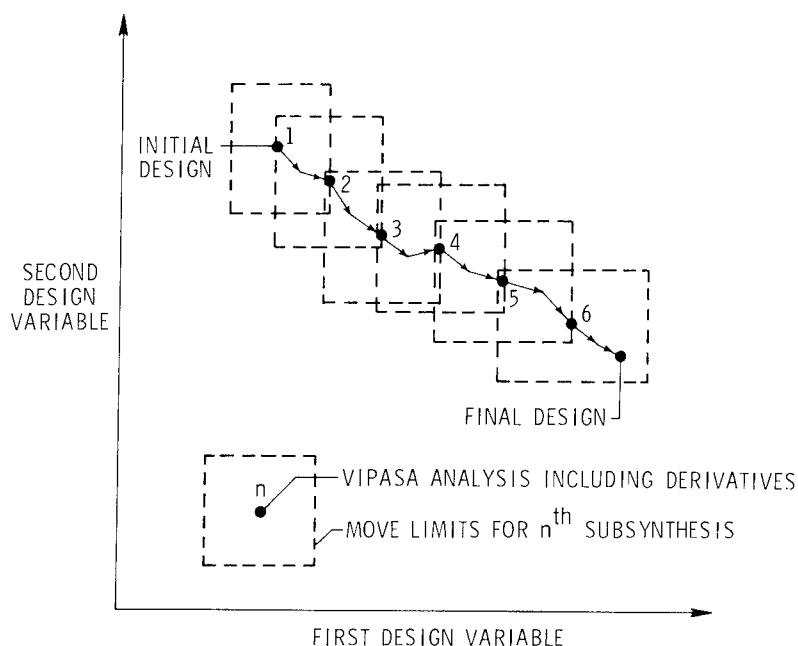 1
INITIAL
DESIGN
2
3
4
SECOND
DESIGN
VARIABLE
5
6
FINAL DESIGN
n
VIPASA ANALYSIS INCLUDING DERIVATIVES
MOVE LIMITS FOR nth SUBSYNTHESIS
FIRST DESIGN VARIABLE